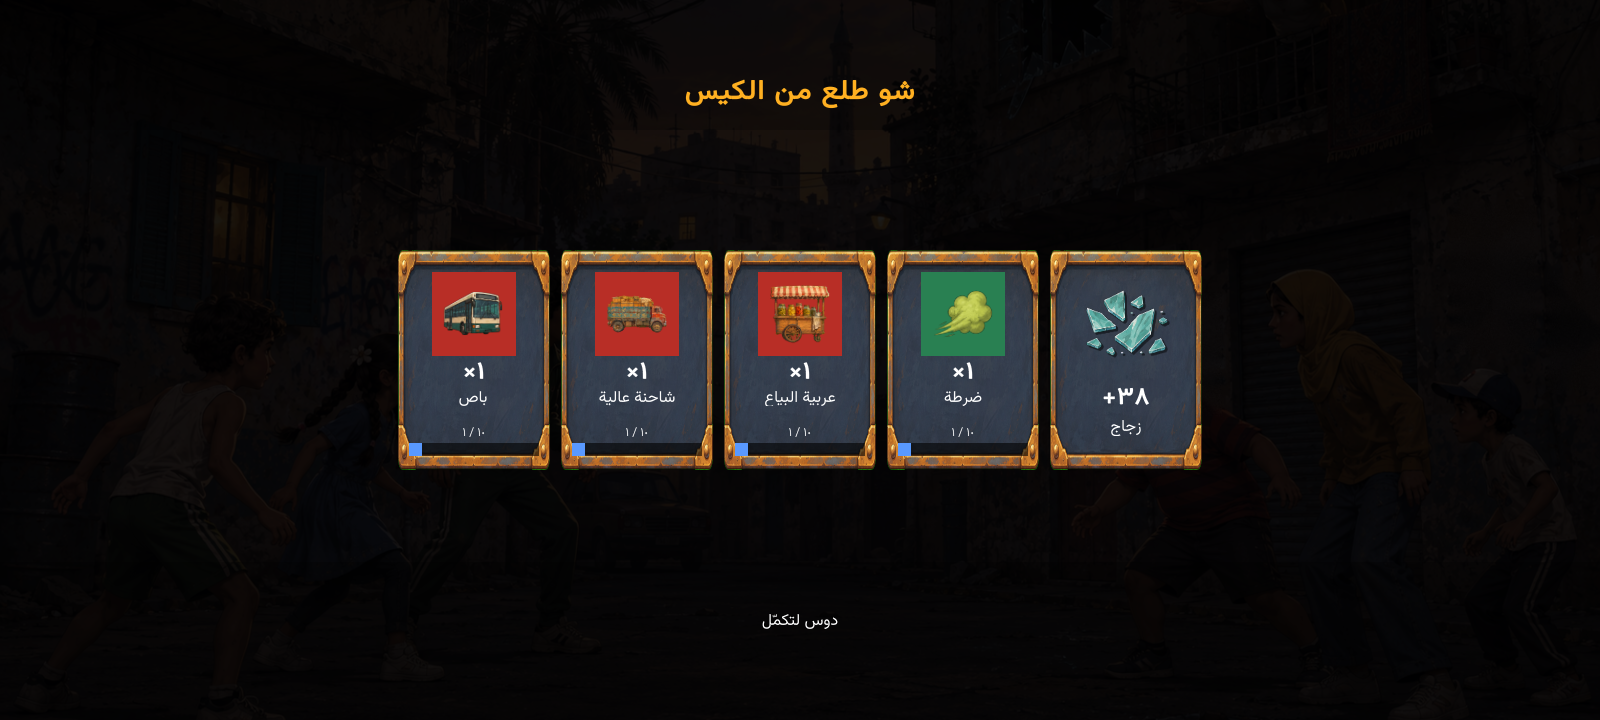 شو طلع من الكيس
×١
باص
١ / ١٠
×١
شاحنة عالية
١ / ١٠
×١
عربية البياع
١ / ١٠
×١
ضرطة
١ / ١٠
+٣٨
زجاج
دوس لتكمّل